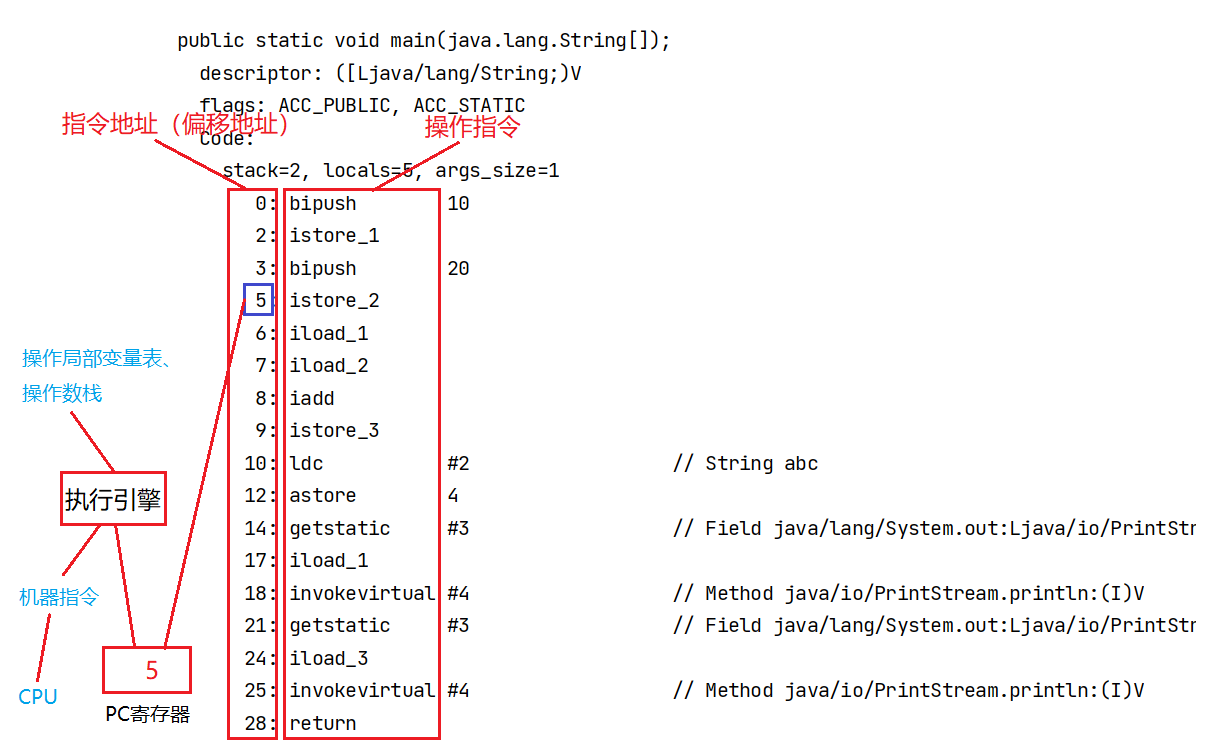 public static void main(java.lang.String[]);
descriptor: ([Ljava/lang/String;)V
flags: ACC_PUBLIC, ACC_STATIC
指令地址（偏移地址）
操作指令
Code:
stack=2, locals=5, args_size=1
0: bipush 10
2: istore_1
3: bipush 20
5: istore_2
6: iload_1
7: iload_2
8: iadd
9: istore_3
10: ldc #2 // String abc
12: astore 4
14: getstatic #3 // Field java/lang/System.out:Ljava/io/PrintStr
17: iload_1
18: invokevirtual #4 // Method java/io/PrintStream.println:(I)V
21: getstatic #3 // Field java/lang/System.out:Ljava/io/PrintStr
24: iload_3
25: invokevirtual #4 // Method java/io/PrintStream.println:(I)V
28: return
操作局部变量表、
操作数栈
执行引擎
机器指令
CPU
5
PC寄存器